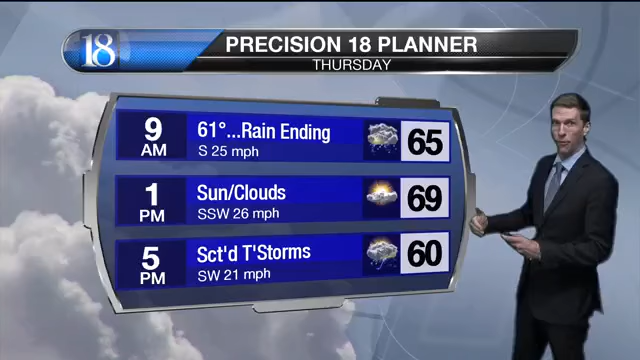 18
PRECISION 18 PLANNER
THURSDAY
9 AM
61°...Rain Ending
S 25 mph
65
1 PM
Sun/Clouds
SSW 26 mph
69
5 PM
Sct'd T'Storms
SW 21 mph
60